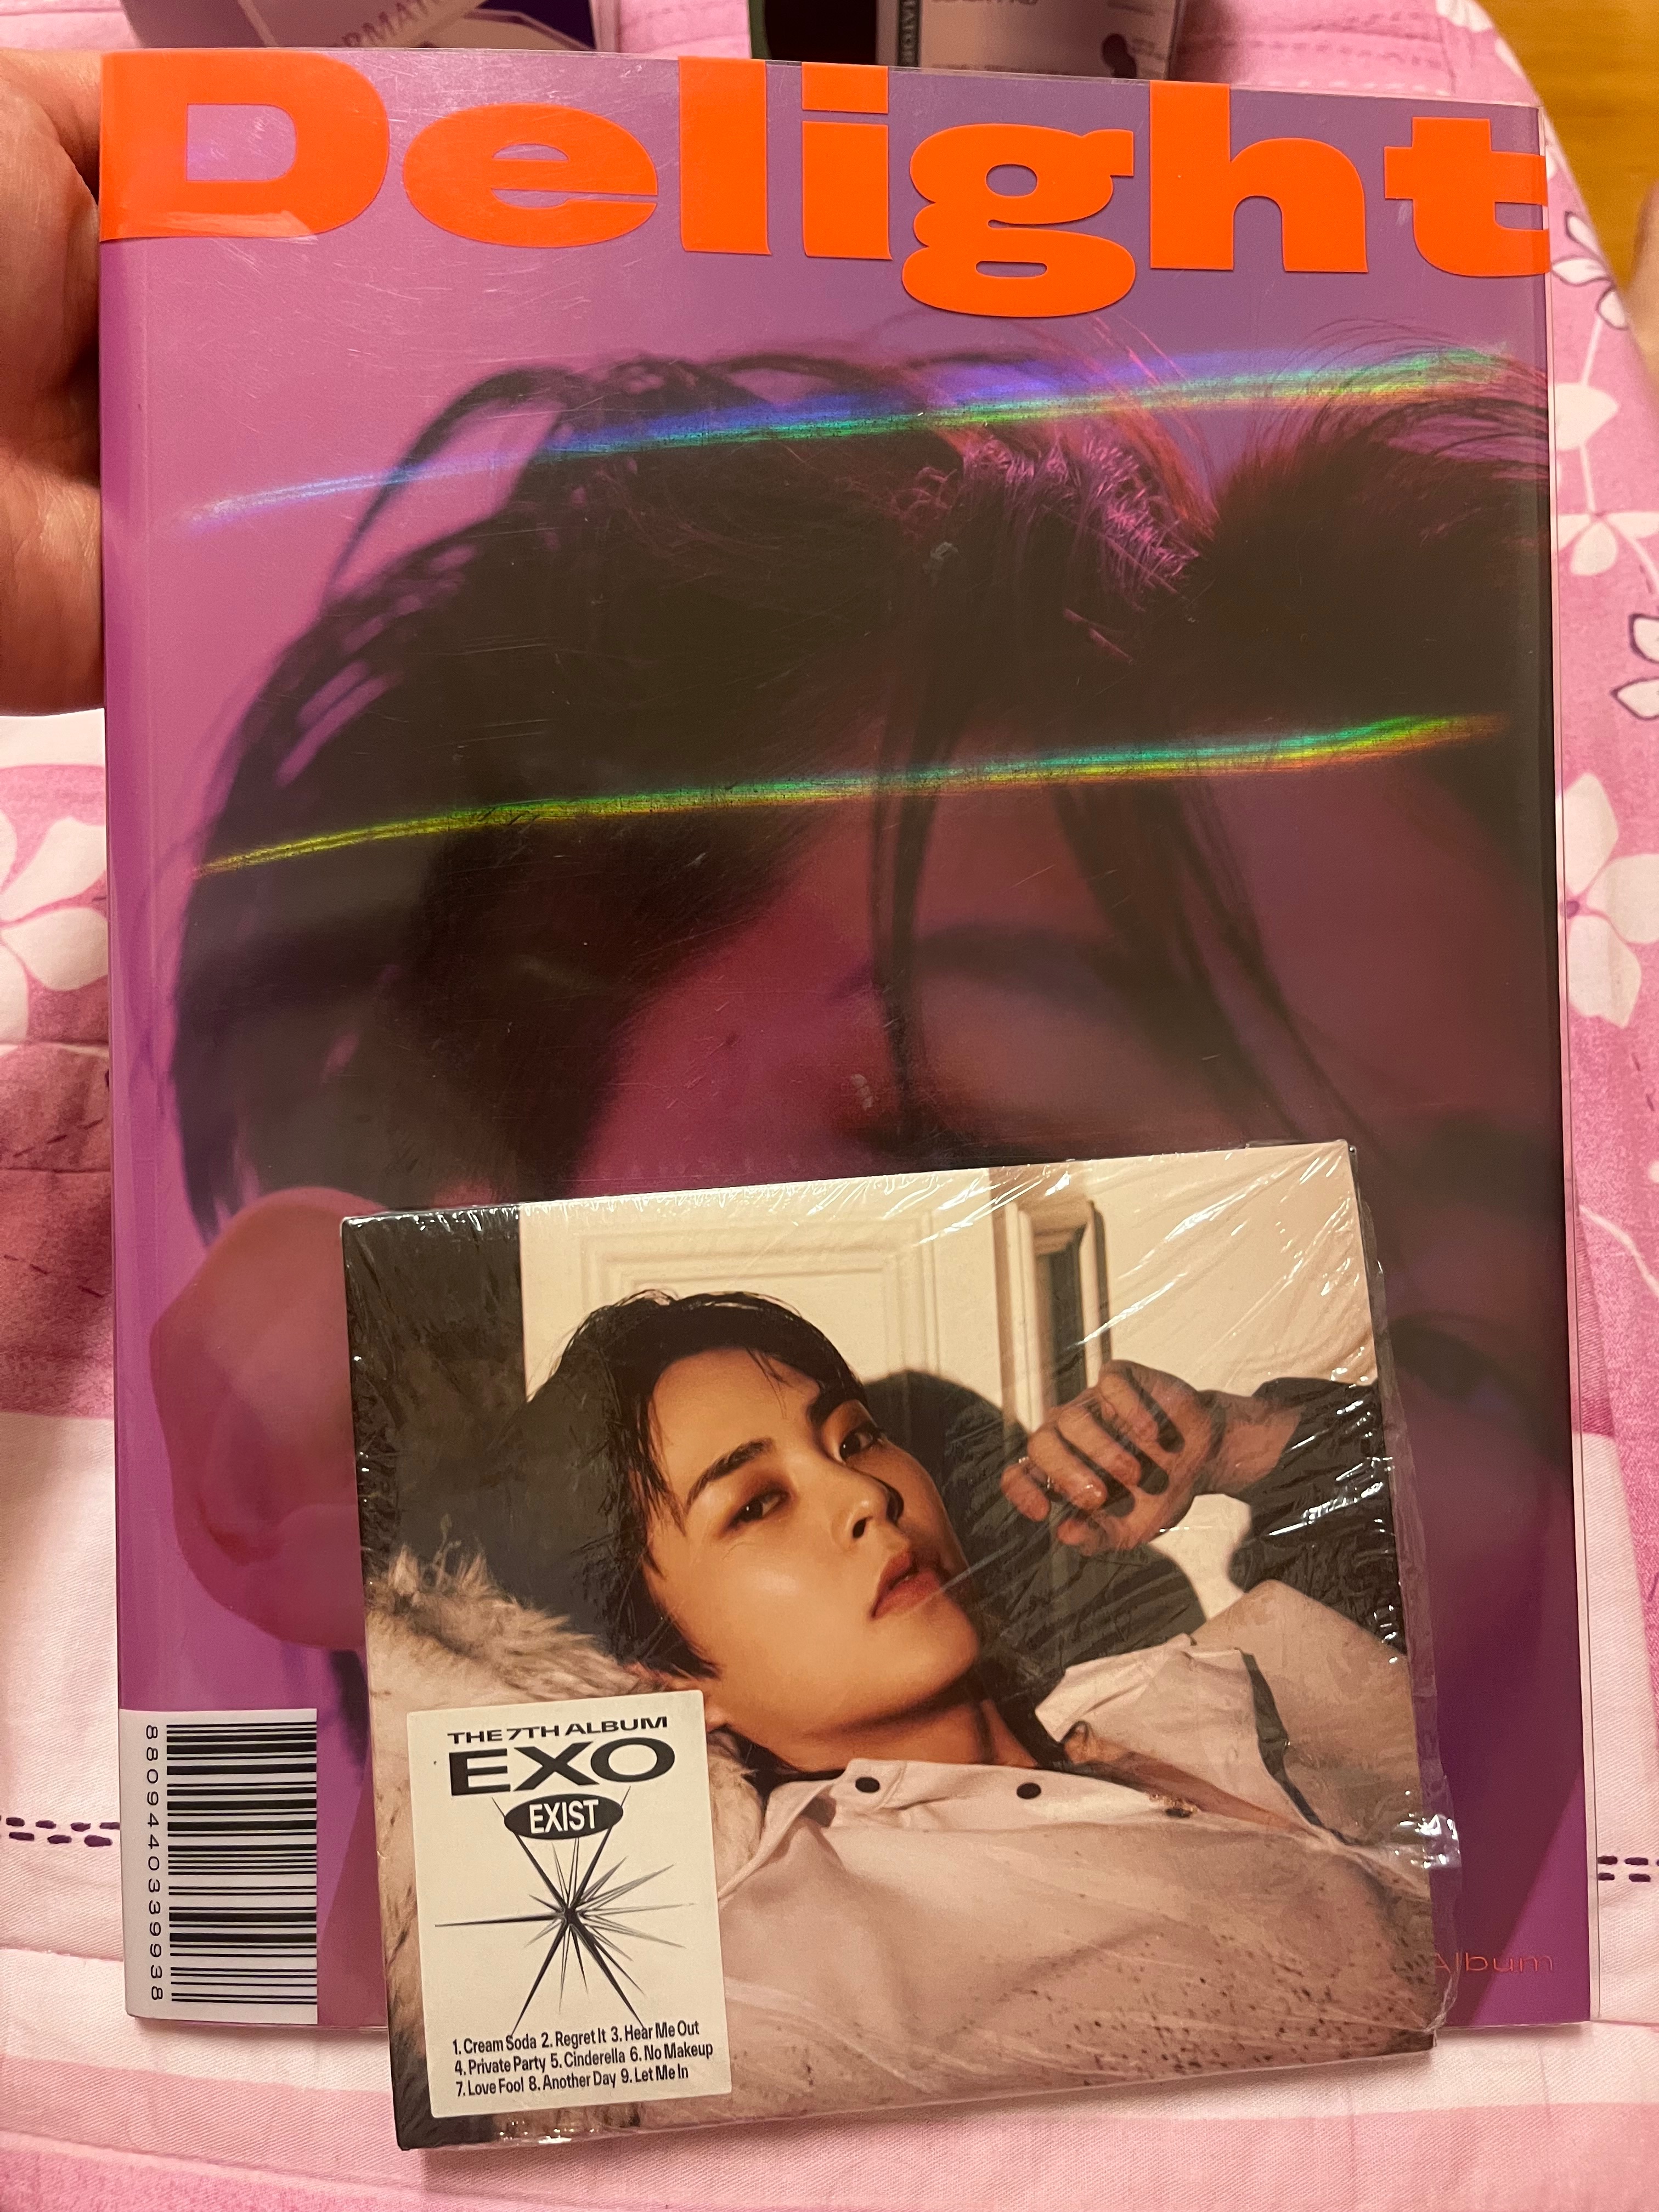 Delight
8809440339938
THE 7TH ALBUM
EXO
EXIST
1. Cream Soda 2. Regret It 3. Hear Me Out
4. Private Party 5. Cinderella 6. No Makeup
7. Love Fool 8. Another Day 9. Let Me In
Album